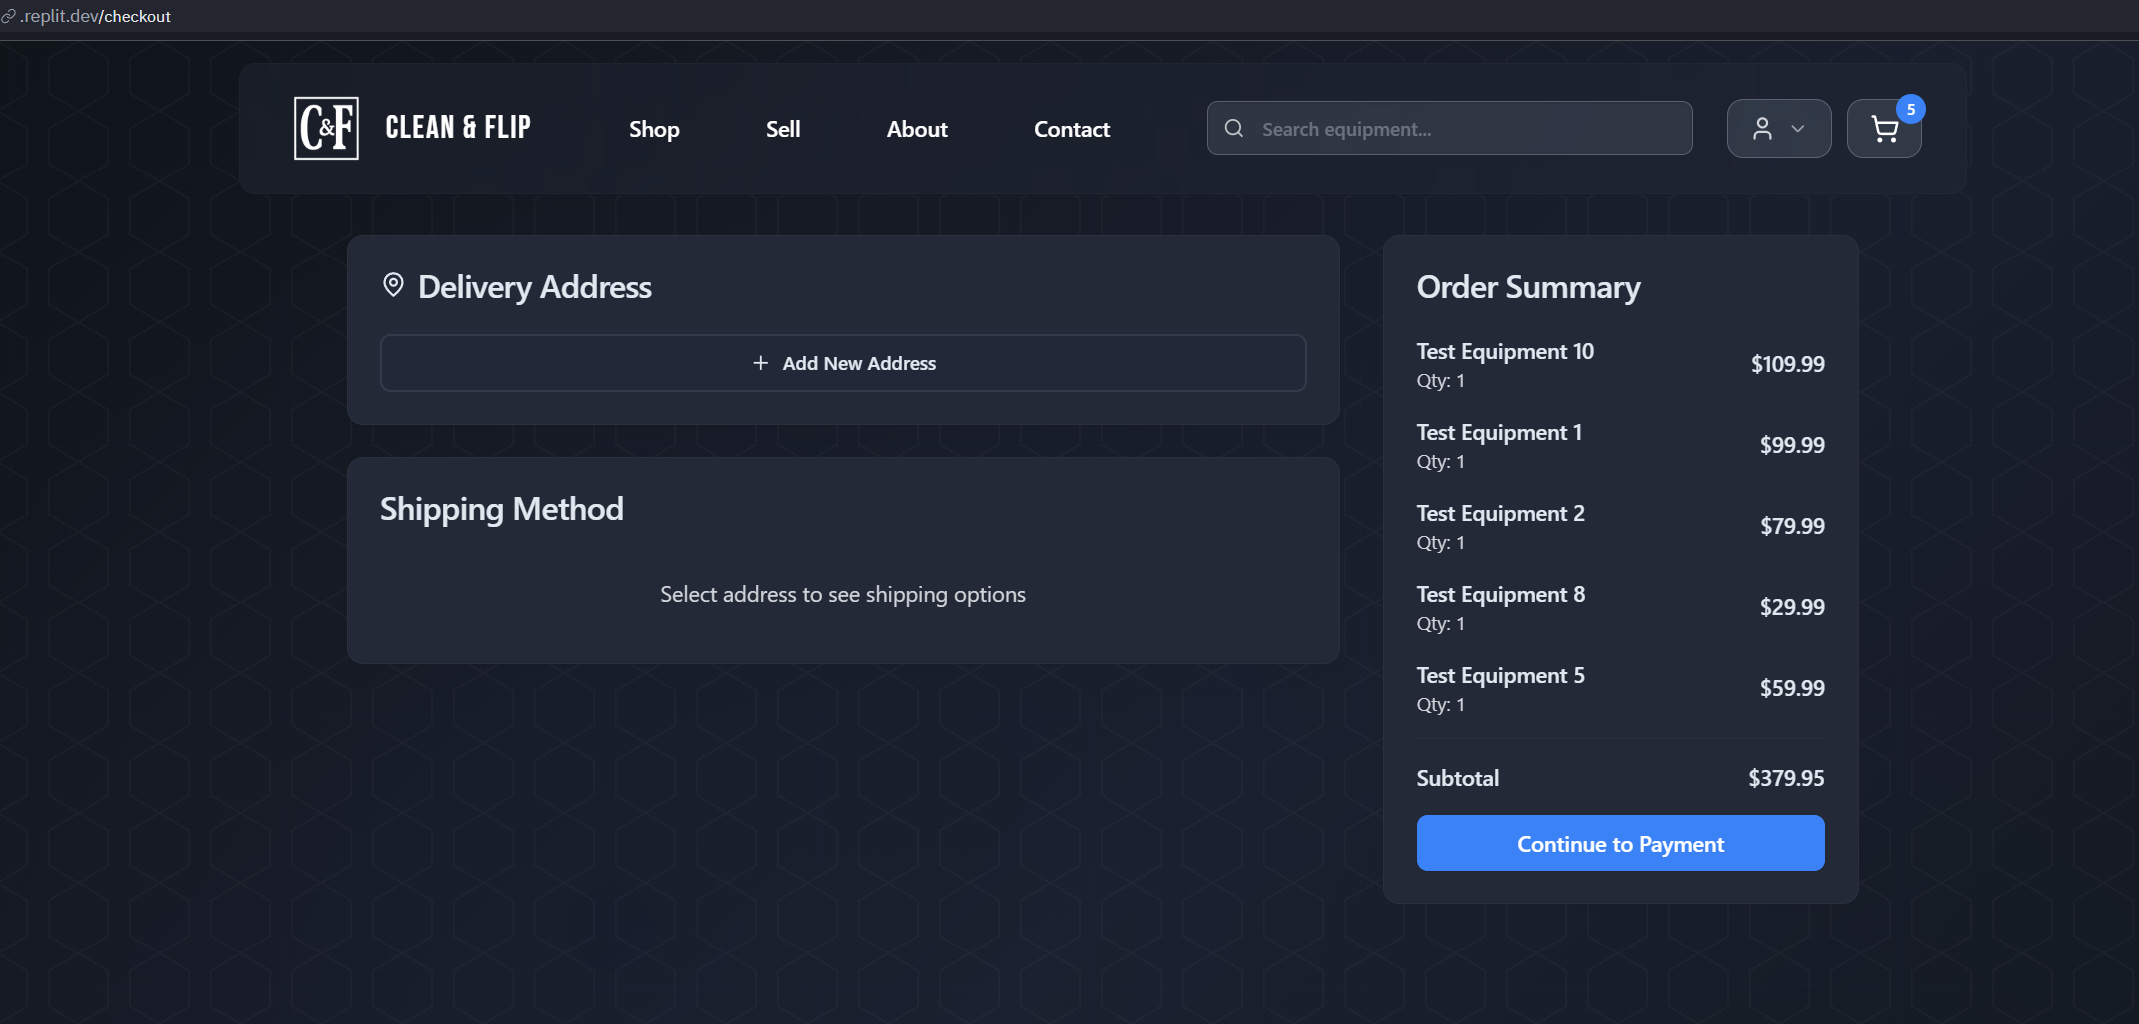 .replit.dev/checkout
C&F
CLEAN & FLIP
Shop
Sell
About
Contact
Search equipment...
5
Delivery Address
+ Add New Address
Shipping Method
Select address to see shipping options
Order Summary
Test Equipment 10
Qty: 1
$109.99
Test Equipment 1
Qty: 1
$99.99
Test Equipment 2
Qty: 1
$79.99
Test Equipment 8
Qty: 1
$29.99
Test Equipment 5
Qty: 1
$59.99
Subtotal
$379.95
Continue to Payment